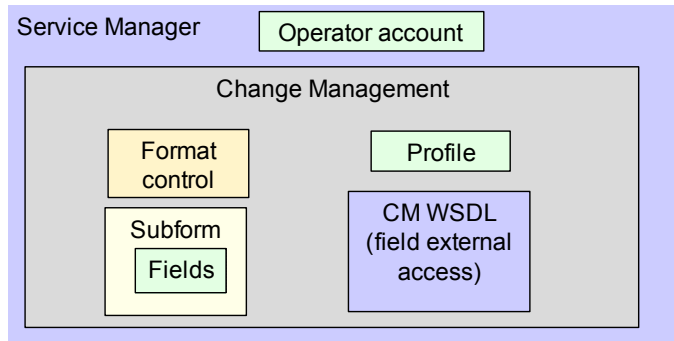 Service Manager
Operator account
Change Management
Format
control
Profile
Subform
Fields
CM WSDL
(field external
access)